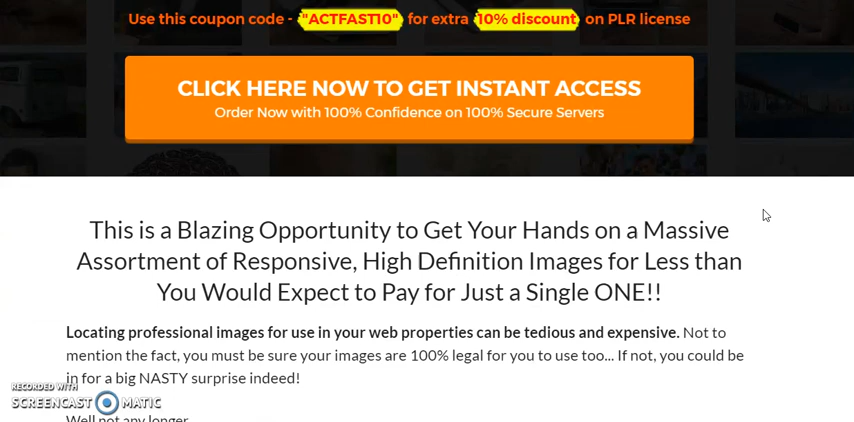 Use this coupon code - "ACTFAST10" for extra 10% discount on PLR license
CLICK HERE NOW TO GET INSTANT ACCESS
Order Now with 100% Confidence on 100% Secure Servers
This is a Blazing Opportunity to Get Your Hands on a Massive
Assortment of Responsive, High Definition Images for Less than
You Would Expect to Pay for Just a Single ONE!!
Locating professional images for use in your web properties can be tedious and expensive. Not to
mention the fact, you must be sure your images are 100% legal for you to use too... If not, you could be
in for a big NASTY surprise indeed!
RECORDED WITH
SCREENCAST MATIC
Well not any longer